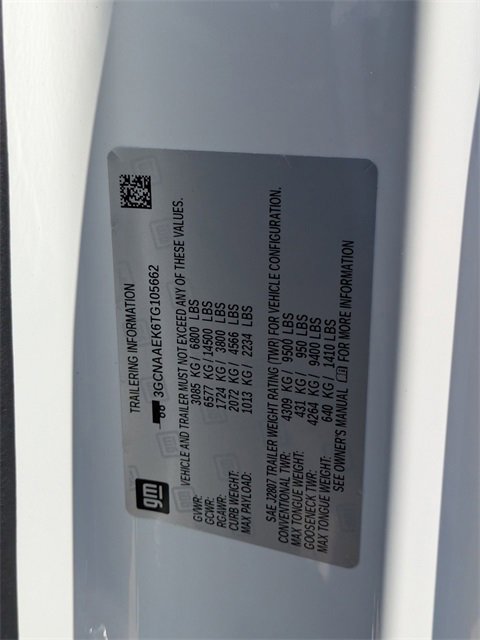 gm
TRAILERING INFORMATION
3GCNAAEK6TG105662
VEHICLE AND TRAILER MUST NOT EXCEED ANY OF THESE VALUES.
GVWR: 3085 KG/ 6800 LBS
GCWR: 6577 KG/14500 LBS
RGAWR: 1724 KG/ 3800 LBS
CURB WEIGHT: 2072 KG/ 4566 LBS
MAX PAYLOAD: 1013 KG/ 2234 LBS
SAE J2807 TRAILER WEIGHT RATING (TWR) FOR VEHICLE CONFIGURATION.
CONVENTIONAL TWR: 4309 KG/ 9500 LBS
MAX TONGUE WEIGHT: 431 KG/ 950 LBS
GOOSENECK TWR: 4264 KG/ 9400 LBS
MAX TONGUE WEIGHT: 640 KG/ 1410 LBS
SEE OWNER'S MANUAL FOR MORE INFORMATION